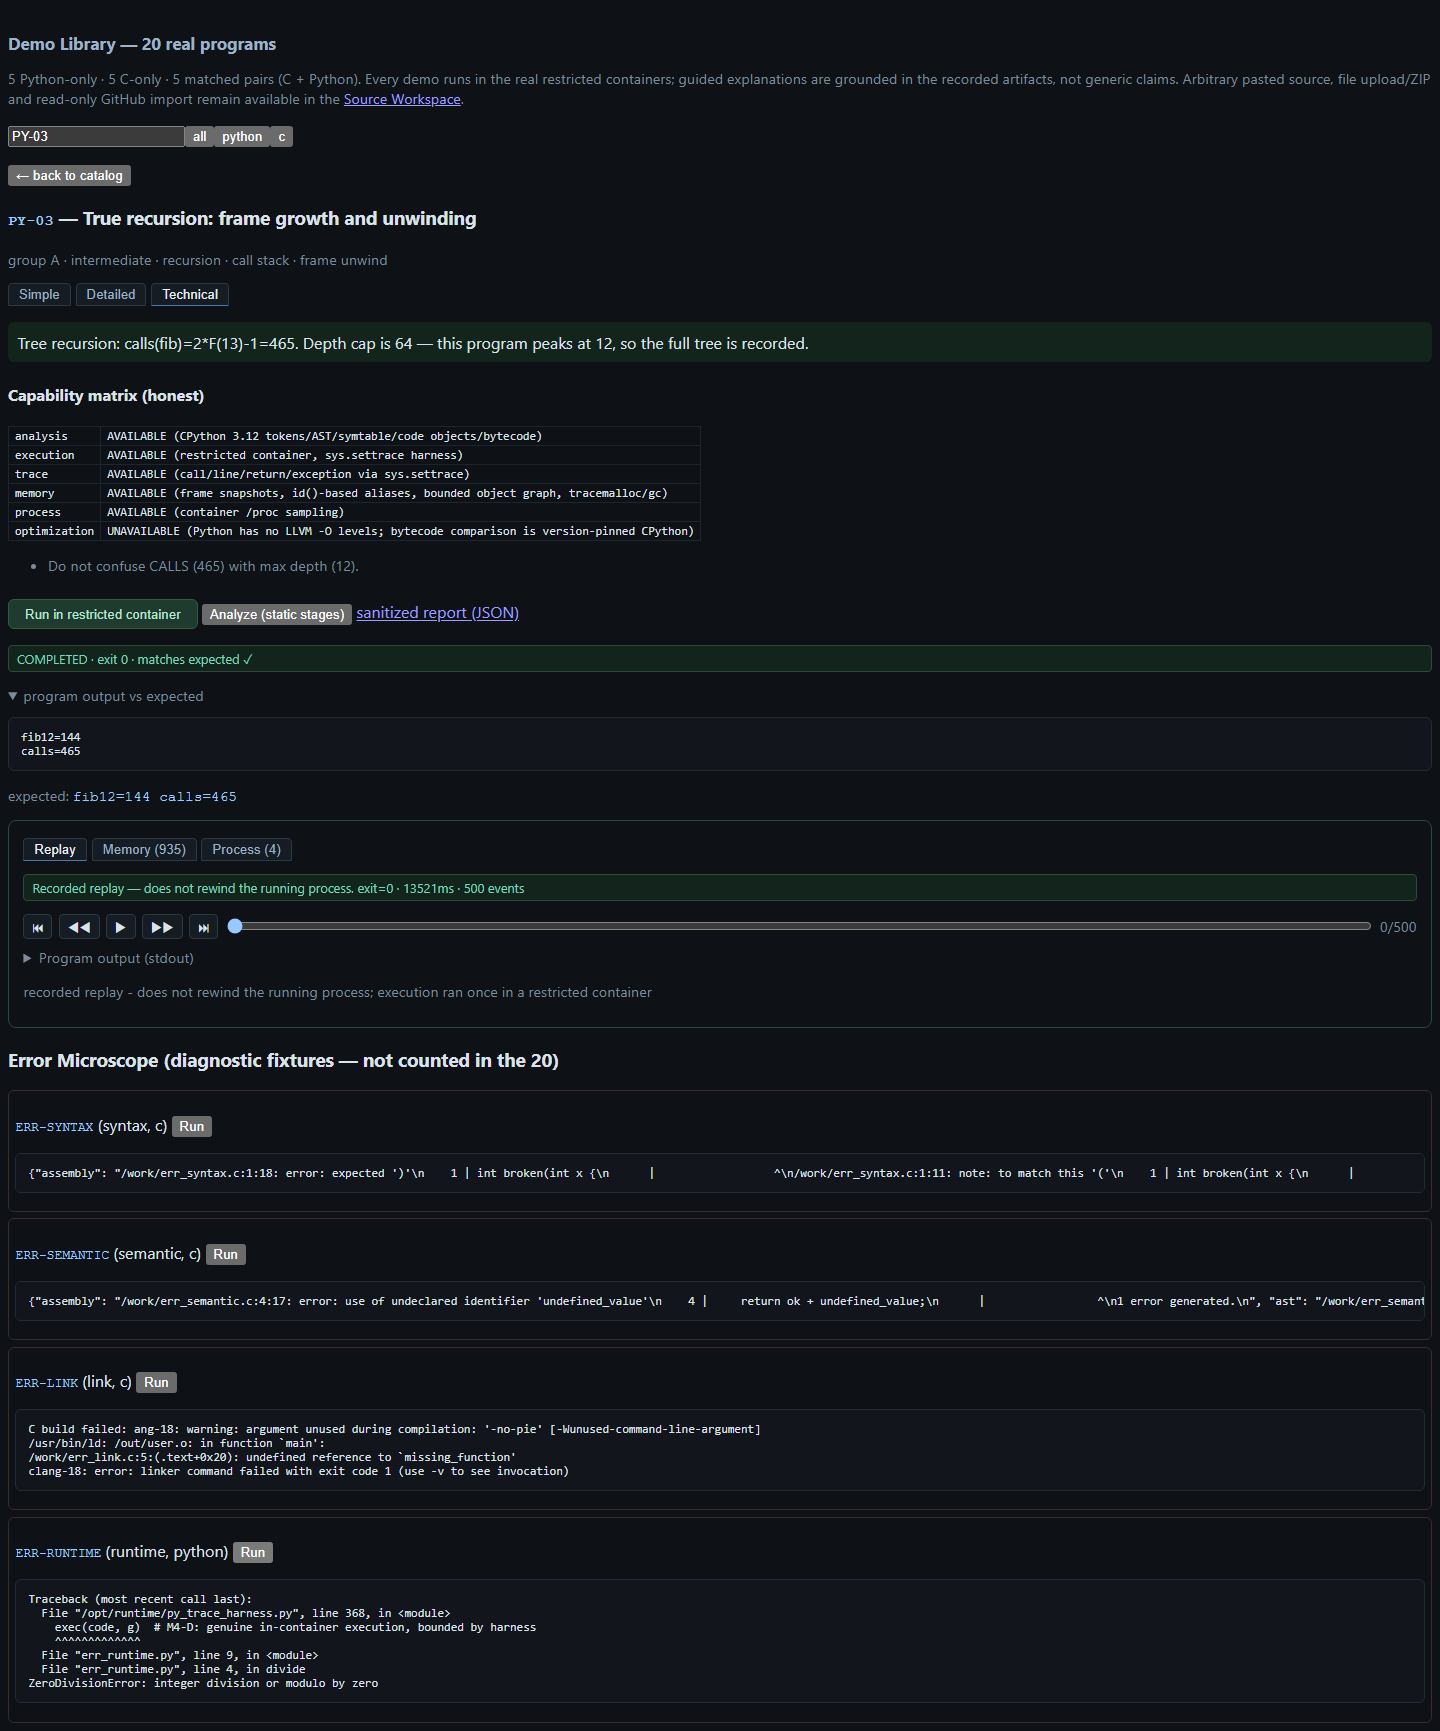 Demo Library — 20 real programs
5 Python-only · 5 C-only · 5 matched pairs (C + Python). Every demo runs in the real restricted containers; guided explanations are grounded in the recorded artifacts, not generic claims. Arbitrary pasted source, file upload/ZIP
and read-only GitHub import remain available in the Source Workspace.
PY-03 all python c
← back to catalog
PY-03 — True recursion: frame growth and unwinding
group A · intermediate · recursion · call stack · frame unwind
Simple Detailed Technical
Tree recursion: calls(fib)=2*F(13)-1=465. Depth cap is 64 — this program peaks at 12, so the full tree is recorded.
Capability matrix (honest)
analysis AVAILABLE (CPython 3.12 tokens/AST/symtable/code objects/bytecode)
execution AVAILABLE (restricted container, sys.settrace harness)
trace AVAILABLE (call/line/return/exception via sys.settrace)
memory AVAILABLE (frame snapshots, id()-based aliases, bounded object graph, tracemalloc/gc)
process AVAILABLE (container /proc sampling)
optimization UNAVAILABLE (Python has no LLVM -O levels; bytecode comparison is version-pinned CPython)
• Do not confuse CALLS (465) with max depth (12).
Run in restricted container Analyze (static stages) sanitized report (JSON)
COMPLETED · exit 0 · matches expected ✓
▼ program output vs expected
fib12=144
calls=465
expected: fib12=144 calls=465
Replay Memory (935) Process (4)
Recorded replay — does not rewind the running process. exit=0 · 13521ms · 500 events
⏮ ◀◀ ▶ ▶▶ ⏭ 0/500
▶ Program output (stdout)
recorded replay - does not rewind the running process; execution ran once in a restricted container
Error Microscope (diagnostic fixtures — not counted in the 20)
ERR-SYNTAX (syntax, c) Run
{"assembly": "/work/err_syntax.c:1:18: error: expected ')'\n    1 | int broken(int x {\n      |                  ^\n/work/err_syntax.c:1:11: note: to match this '('\n    1 | int broken(int x {\n      |
ERR-SEMANTIC (semantic, c) Run
{"assembly": "/work/err_semantic.c:4:17: error: use of undeclared identifier 'undefined_value'\n    4 |     return ok + undefined_value;\n      |                 ^\n1 error generated.\n", "ast": "/work/err_semant
ERR-LINK (link, c) Run
C build failed: ang-18: warning: argument unused during compilation: '-no-pie' [-Wunused-command-line-argument]
/usr/bin/ld: /out/user.o: in function `main':
/work/err_link.c:5:(.text+0x20): undefined reference to `missing_function'
clang-18: error: linker command failed with exit code 1 (use -v to see invocation)
ERR-RUNTIME (runtime, python) Run
Traceback (most recent call last):
  File "/opt/runtime/py_trace_harness.py", line 368, in <module>
    exec(code, g)  # M4-D: genuine in-container execution, bounded by harness
    ^^^^^^^^^^^^^
  File "err_runtime.py", line 9, in <module>
  File "err_runtime.py", line 4, in divide
ZeroDivisionError: integer division or modulo by zero